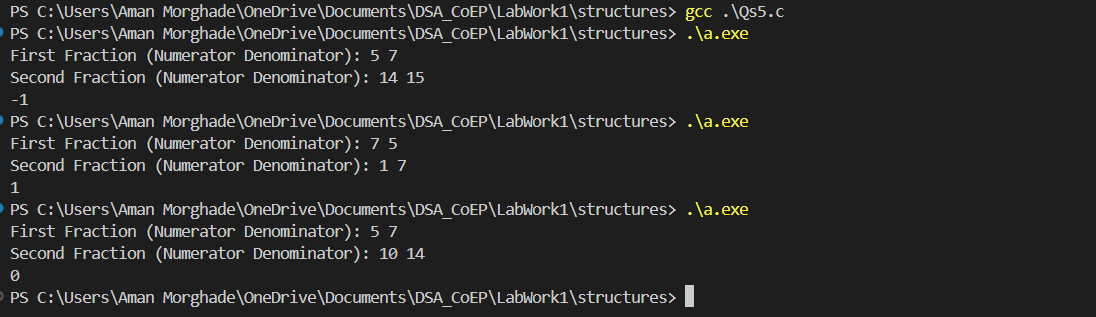 PS C:\Users\Aman Morghade\OneDrive\Documents\DSA_CoEP\LabWork1\structures> gcc .\Qs5.c
PS C:\Users\Aman Morghade\OneDrive\Documents\DSA_CoEP\LabWork1\structures> .\a.exe
First Fraction (Numerator Denominator): 5 7
Second Fraction (Numerator Denominator): 14 15
-1
PS C:\Users\Aman Morghade\OneDrive\Documents\DSA_CoEP\LabWork1\structures> .\a.exe
First Fraction (Numerator Denominator): 7 5
Second Fraction (Numerator Denominator): 1 7
1
PS C:\Users\Aman Morghade\OneDrive\Documents\DSA_CoEP\LabWork1\structures> .\a.exe
First Fraction (Numerator Denominator): 5 7
Second Fraction (Numerator Denominator): 10 14
0
PS C:\Users\Aman Morghade\OneDrive\Documents\DSA_CoEP\LabWork1\structures>